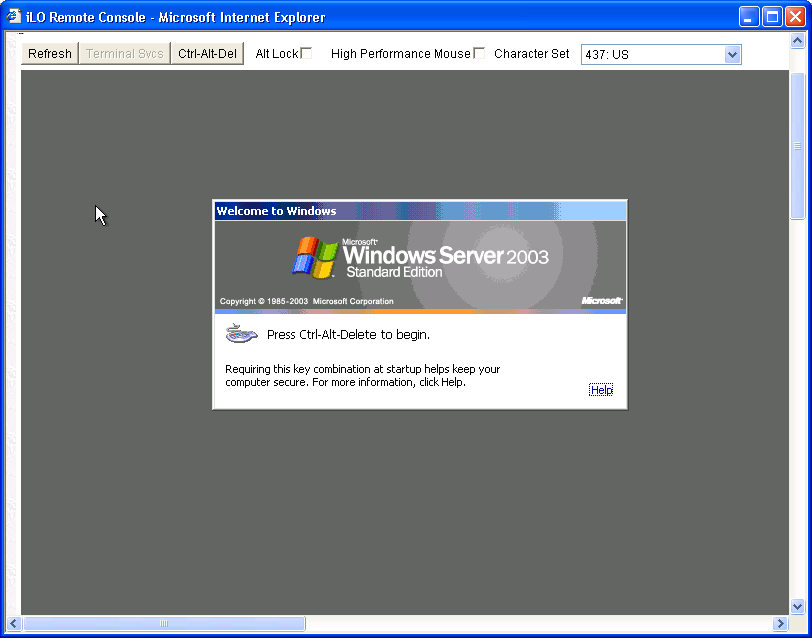 iLO Remote Console - Microsoft Internet Explorer
Refresh Terminal Svcs Ctrl-Alt-Del Alt Lock High Performance Mouse Character Set 437: US
Welcome to Windows
Microsoft
Windows Server 2003
Standard Edition
Copyright © 1985-2003 Microsoft Corporation Microsoft
Press Ctrl-Alt-Delete to begin.
Requiring this key combination at startup helps keep your
computer secure. For more information, click Help.
Help